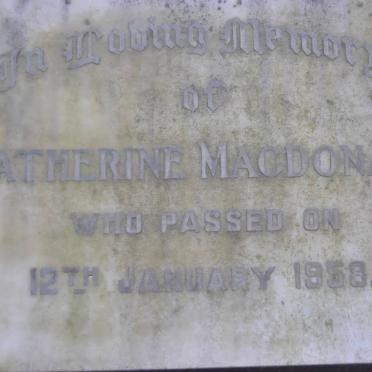 In Loving Memory
of
ATHERINE MACDONA
WHO PASSED ON
12TH JANUARY 1958.